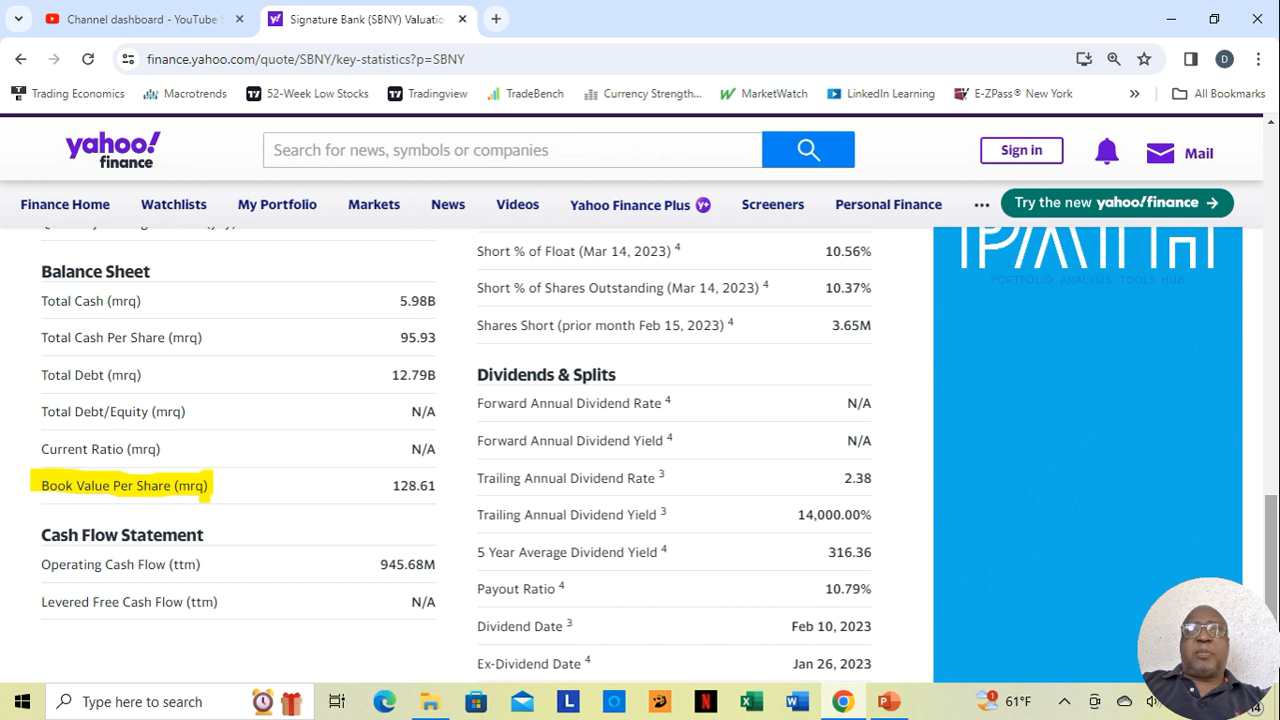 Channel dashboard - YouTube
Signature Bank (SBNY) Valuatio
finance.yahoo.com/quote/SBNY/key-statistics?p=SBNY
D
Trading Economics
Macrotrends
52-Week Low Stocks
Tradingview
TradeBench
Currency Strength...
MarketWatch
LinkedIn Learning
E-ZPass® New York
All Bookmarks
yahoo!
finance
Search for news, symbols or companies
Sign in
Mail
Finance Home
Watchlists
My Portfolio
Markets
News
Videos
Yahoo Finance Plus
Screeners
Personal Finance
...
Try the new yahoo!finance
Balance Sheet
Total Cash (mrq) 5.98B
Total Cash Per Share (mrq) 95.93
Total Debt (mrq) 12.79B
Total Debt/Equity (mrq) N/A
Current Ratio (mrq) N/A
Book Value Per Share (mrq) 128.61
Cash Flow Statement
Operating Cash Flow (ttm) 945.68M
Levered Free Cash Flow (ttm) N/A
Short % of Float (Mar 14, 2023) 4 10.56%
Short % of Shares Outstanding (Mar 14, 2023) 4 10.37%
Shares Short (prior month Feb 15, 2023) 4 3.65M
Dividends & Splits
Forward Annual Dividend Rate 4 N/A
Forward Annual Dividend Yield 4 N/A
Trailing Annual Dividend Rate 3 2.38
Trailing Annual Dividend Yield 3 14,000.00%
5 Year Average Dividend Yield 4 316.36
Payout Ratio 4 10.79%
Dividend Date 3 Feb 10, 2023
Ex-Dividend Date 4 Jan 26, 2023
PATH
PORTFOLIO ANALYSIS TOOLS HUB
Type here to search
61°F